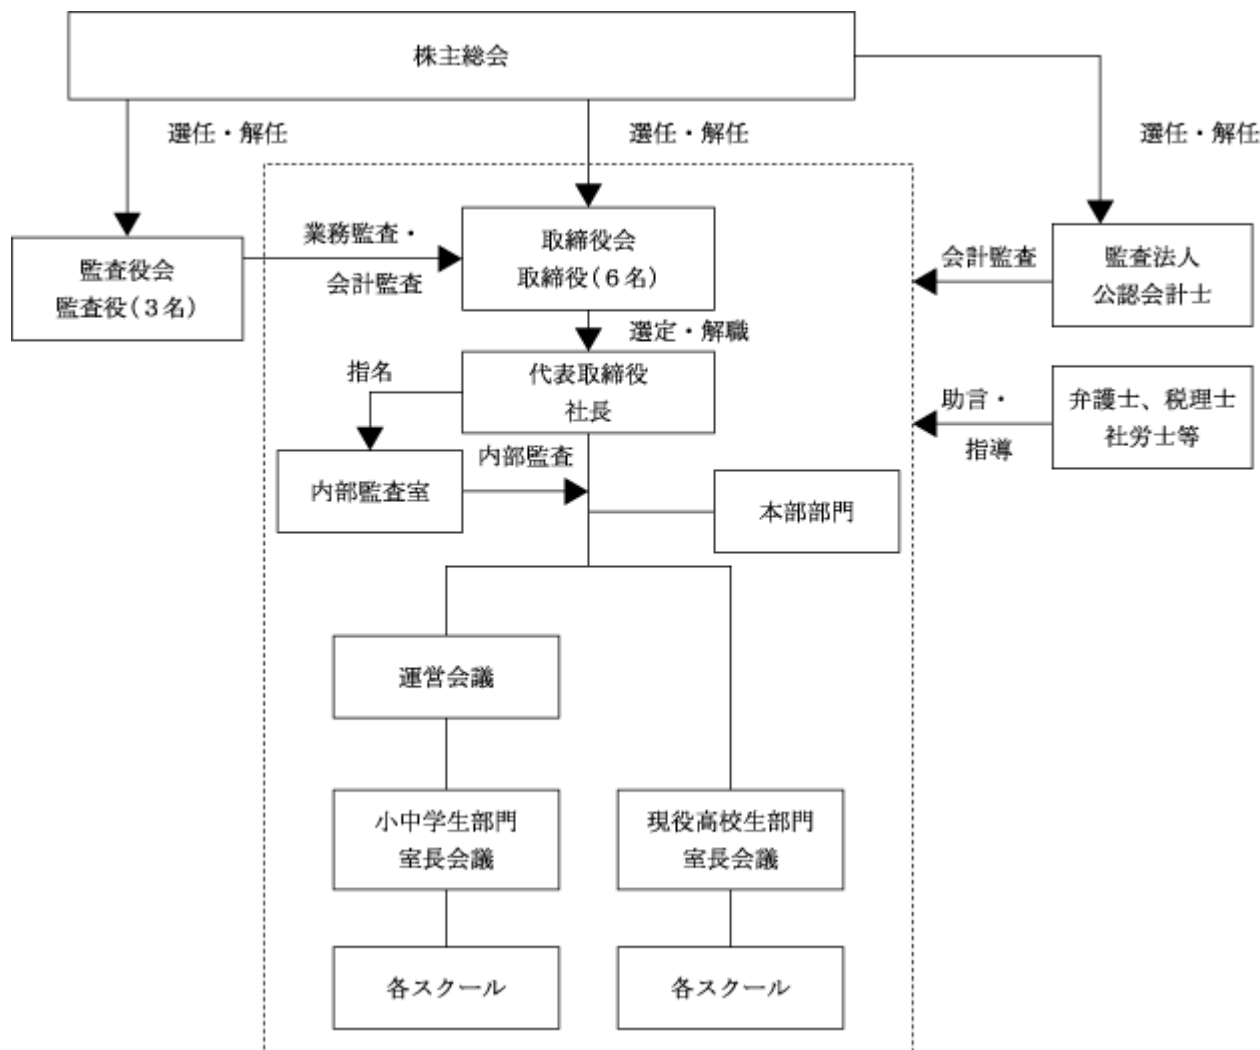 株主総会
選任・解任
選任・解任
選任・解任
監査役会
監査役(3名)
業務監査・
会計監査
取締役会
取締役(6名)
会計監査
監査法人
公認会計士
選定・解職
指名
代表取締役
社長
助言・
指導
弁護士、税理士
社労士等
内部監査
内部監査室
本部部門
運営会議
小中学生部門
室長会議
現役高校生部門
室長会議
各スクール
各スクール